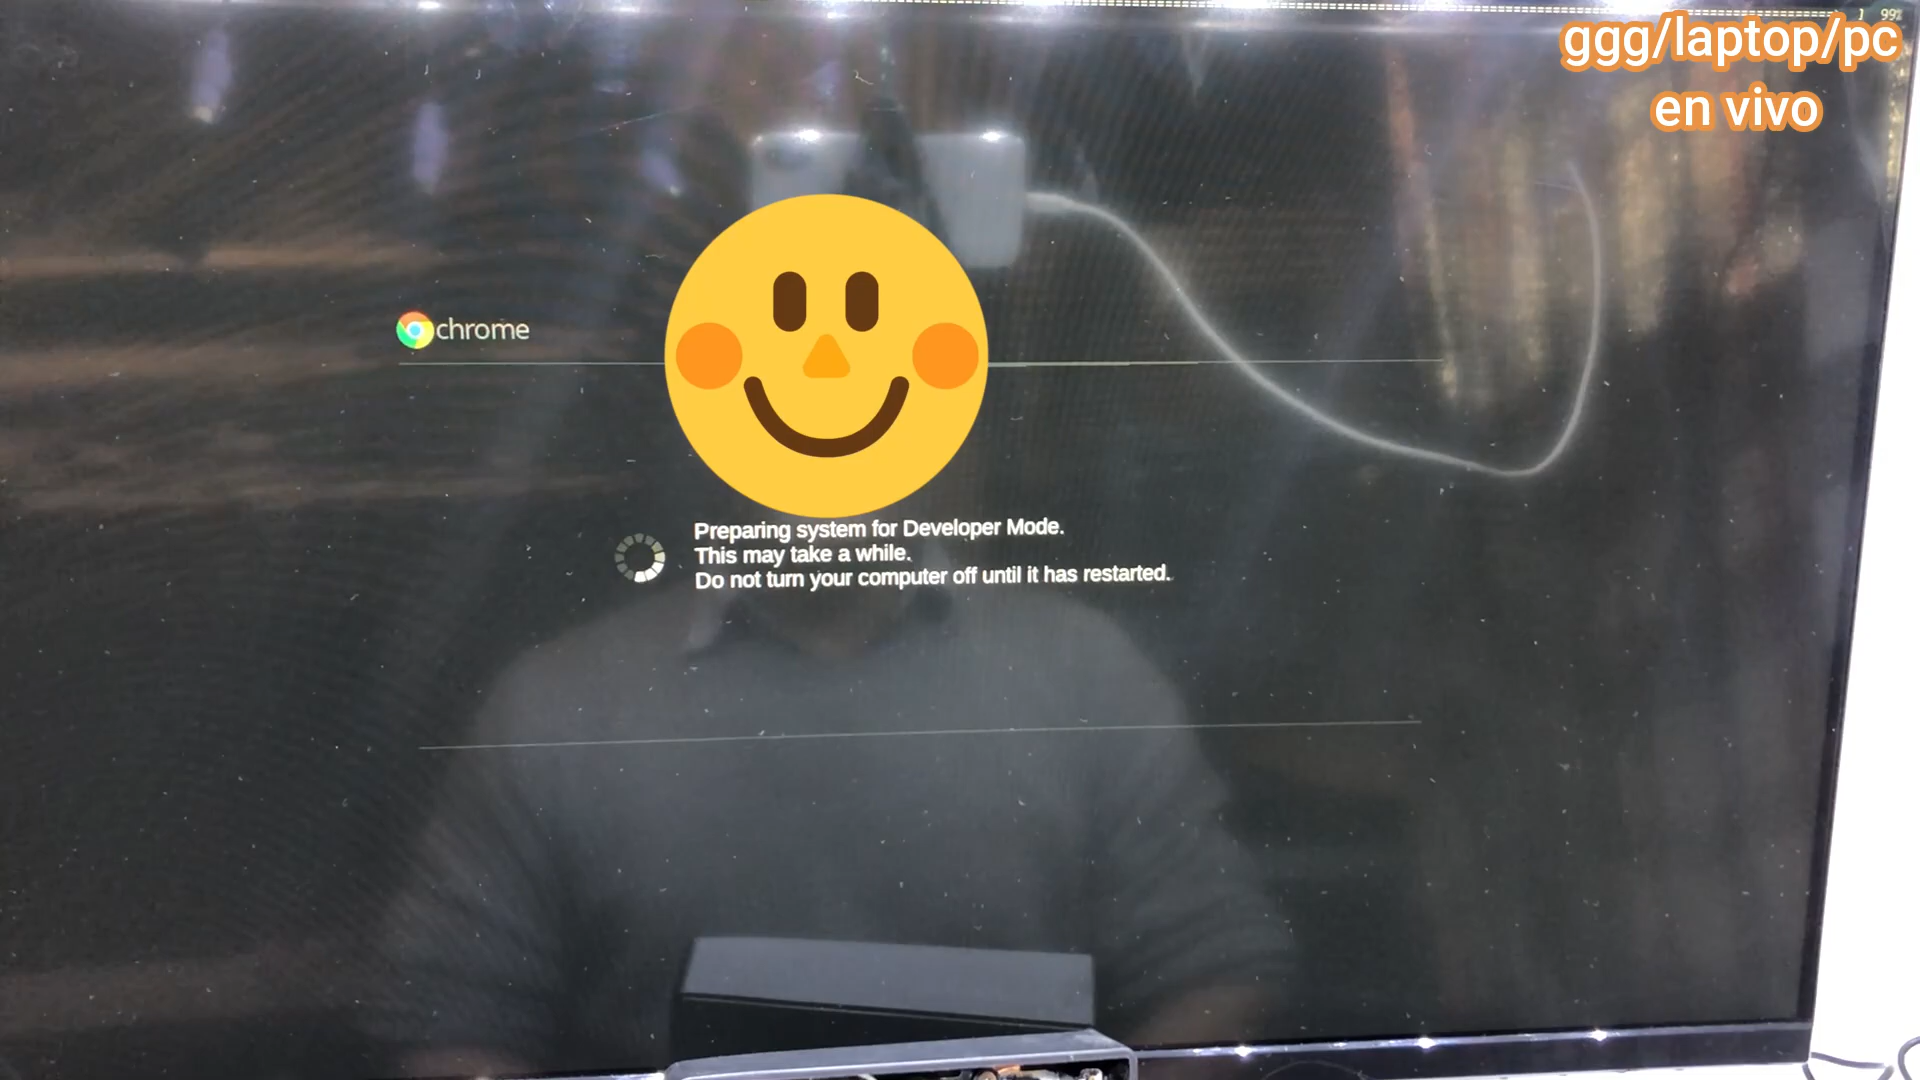 99%
ggg/laptop/pc
en vivo
chrome
Preparing system for Developer Mode.
This may take a while.
Do not turn your computer off until it has restarted.